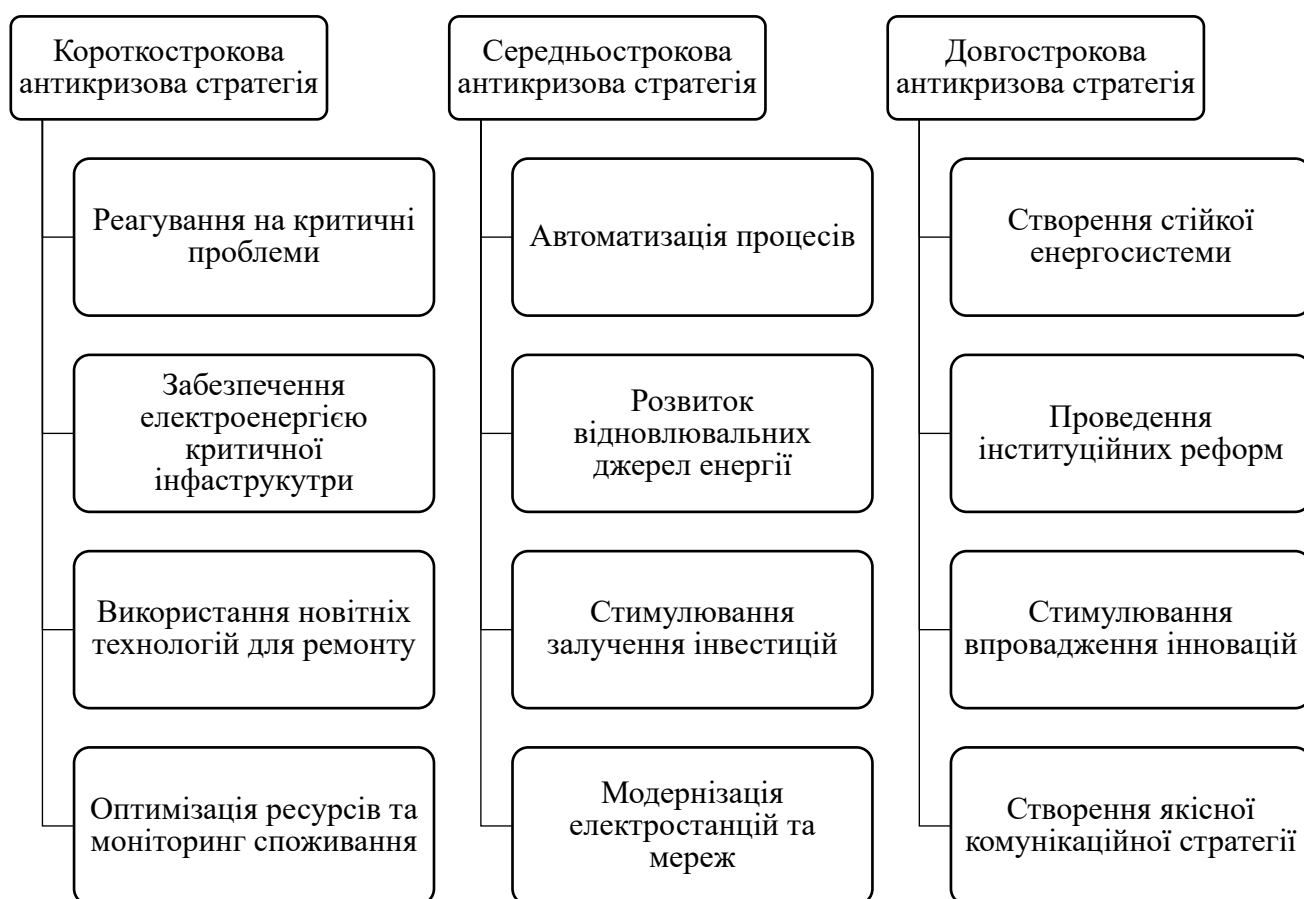 Короткострокова
антикризова стратегія
Реагування на критичні
проблеми
Забезпечення
електроенергією
критичної
інфаструкутри
Використання новітніх
технологій для ремонту
Оптимізація ресурсів та
моніторинг споживання
Середньострокова
антикризова стратегія
Автоматизація процесів
Розвиток
відновлювальних
джерел енергії
Стимулювання
залучення інвестицій
Модернізація
електростанцій та
мереж
Довгострокова
антикризова стратегія
Створення стійкої
енергосистеми
Проведення
інституційних реформ
Стимулювання
впровадження інновацій
Створення якісної
комунікаційної стратегії